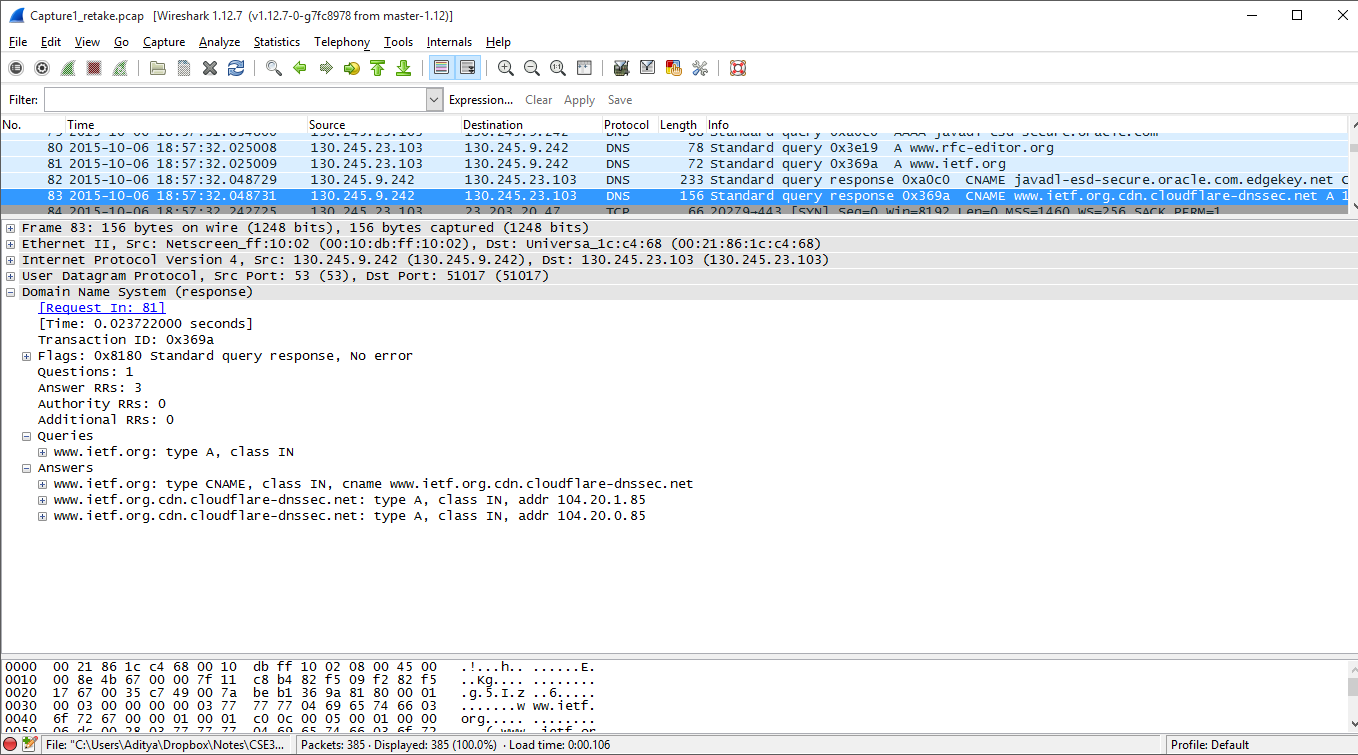 Capture1_retake.pcap [Wireshark 1.12.7 (v1.12.7-0-g7fc8978 from master-1.12)]
File Edit View Go Capture Analyze Statistics Telephony Tools Internals Help
Filter: Expression... Clear Apply Save
No. Time Source Destination Protocol Length Info
80 2015-10-06 18:57:32.025008 130.245.23.103 130.245.9.242 DNS 78 Standard query 0x3e19 A www.rfc-editor.org
81 2015-10-06 18:57:32.025009 130.245.23.103 130.245.9.242 DNS 72 Standard query 0x369a A www.ietf.org
82 2015-10-06 18:57:32.048729 130.245.9.242 130.245.23.103 DNS 233 Standard query response 0xa0c0 CNAME javadl-esd-secure.oracle.com.edgekey.net C
83 2015-10-06 18:57:32.048731 130.245.9.242 130.245.23.103 DNS 156 Standard query response 0x369a CNAME www.ietf.org.cdn.cloudflare-dnssec.net A 1
84 2015-10-06 18:57:32.242725 130.245.23.103 23.203.20.47 TCP 66 20279→443 [SYN] Seq=0 Win=8192 Len=0 MSS=1460 WS=256 SACK_PERM=1
Frame 83: 156 bytes on wire (1248 bits), 156 bytes captured (1248 bits)
Ethernet II, Src: Netscreen_ff:10:02 (00:10:db:ff:10:02), Dst: Universa_1c:c4:68 (00:21:86:1c:c4:68)
Internet Protocol Version 4, Src: 130.245.9.242 (130.245.9.242), Dst: 130.245.23.103 (130.245.23.103)
User Datagram Protocol, Src Port: 53 (53), Dst Port: 51017 (51017)
Domain Name System (response)
[Request In: 81]
[Time: 0.023722000 seconds]
Transaction ID: 0x369a
Flags: 0x8180 Standard query response, No error
Questions: 1
Answer RRs: 3
Authority RRs: 0
Additional RRs: 0
Queries
www.ietf.org: type A, class IN
Answers
www.ietf.org: type CNAME, class IN, cname www.ietf.org.cdn.cloudflare-dnssec.net
www.ietf.org.cdn.cloudflare-dnssec.net: type A, class IN, addr 104.20.1.85
www.ietf.org.cdn.cloudflare-dnssec.net: type A, class IN, addr 104.20.0.85
0000 00 21 86 1c c4 68 00 10 db ff 10 02 08 00 45 00 .!...h.. ......E.
0010 00 8e 4b 67 00 00 7f 11 c8 b4 82 f5 09 f2 82 f5 ..Kg.... ........
0020 17 67 00 35 c7 49 00 7a be b1 36 9a 81 80 00 01 .g.5.I.z ..6.....
0030 00 03 00 00 00 00 03 77 77 77 04 69 65 74 66 03 .......w ww.ietf.
0040 6f 72 67 00 00 01 00 01 c0 0c 00 05 00 01 00 00 org..... ........
File: "C:\Users\Aditya\Dropbox\Notes\CSE3... Packets: 385 · Displayed: 385 (100.0%) · Load time: 0:00.106 Profile: Default